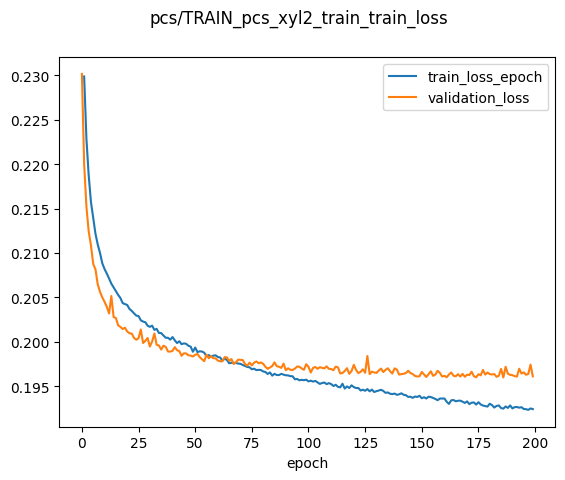 pcs/TRAIN_pcs_xyl2_train_train_loss
train_loss_epoch
validation_loss
0.230
0.225
0.220
0.215
0.210
0.205
0.200
0.195
0 25 50 75 100 125 150 175 200
epoch